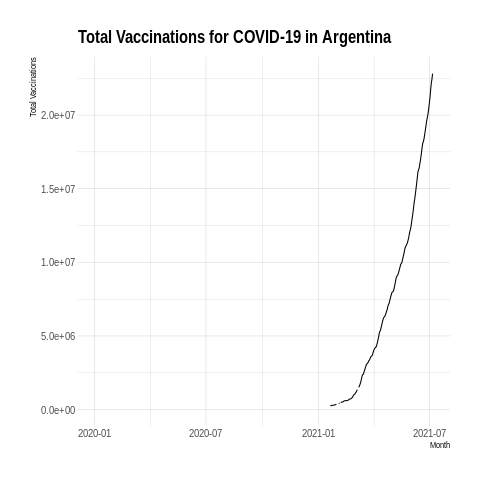 Total Vaccinations for COVID-19 in Argentina
Total Vaccinations
2.0e+07
1.5e+07
1.0e+07
5.0e+06
0.0e+00
2020-01
2020-07
2021-01
2021-07
Month